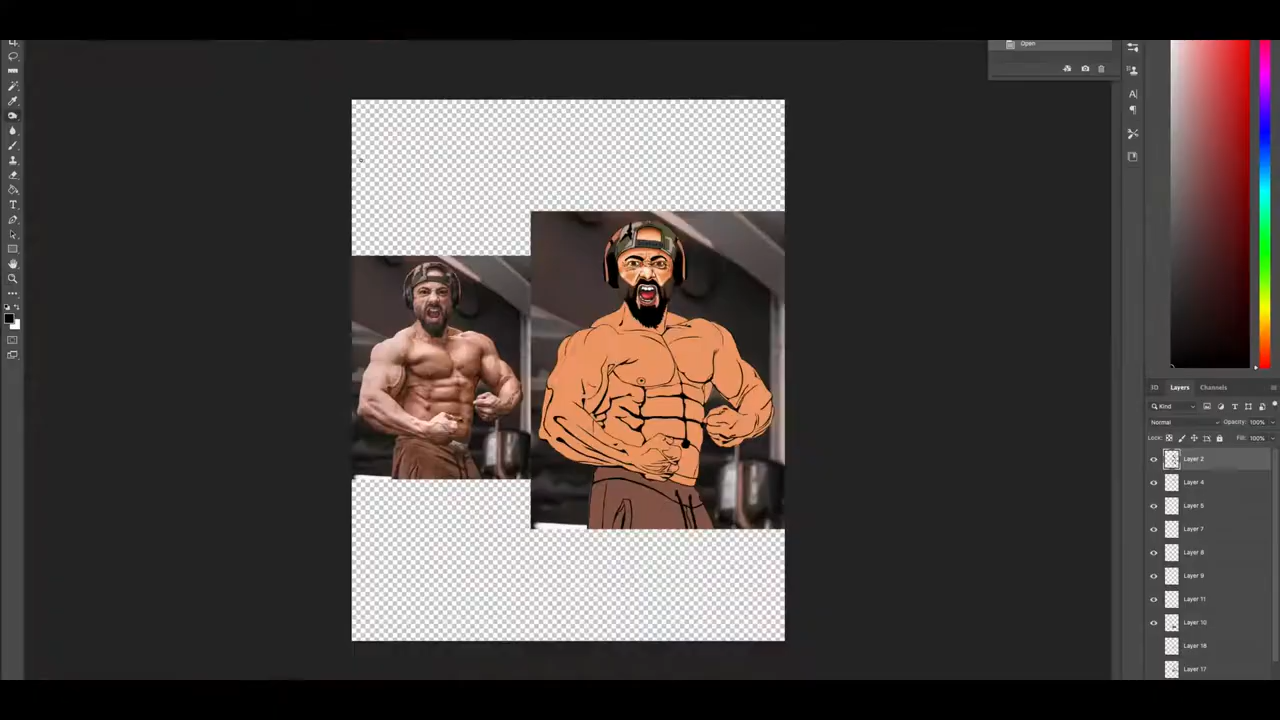 Open
3D Layers Channels
Kind
Normal Opacity: 100%
Lock: Fill: 100%
Layer 2
Layer 4
Layer 5
Layer 7
Layer 8
Layer 9
Layer 11
Layer 10
Layer 18
Layer 17